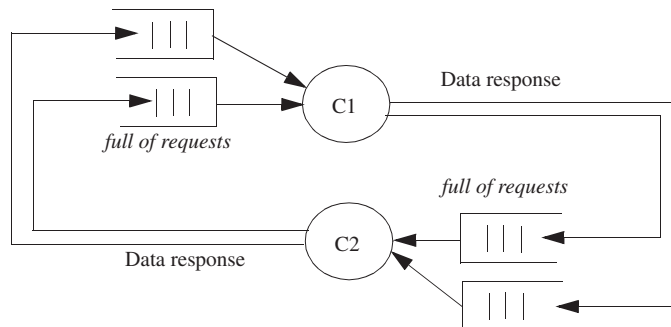 C1
Data response
full of requests
full of requests
C2
Data response